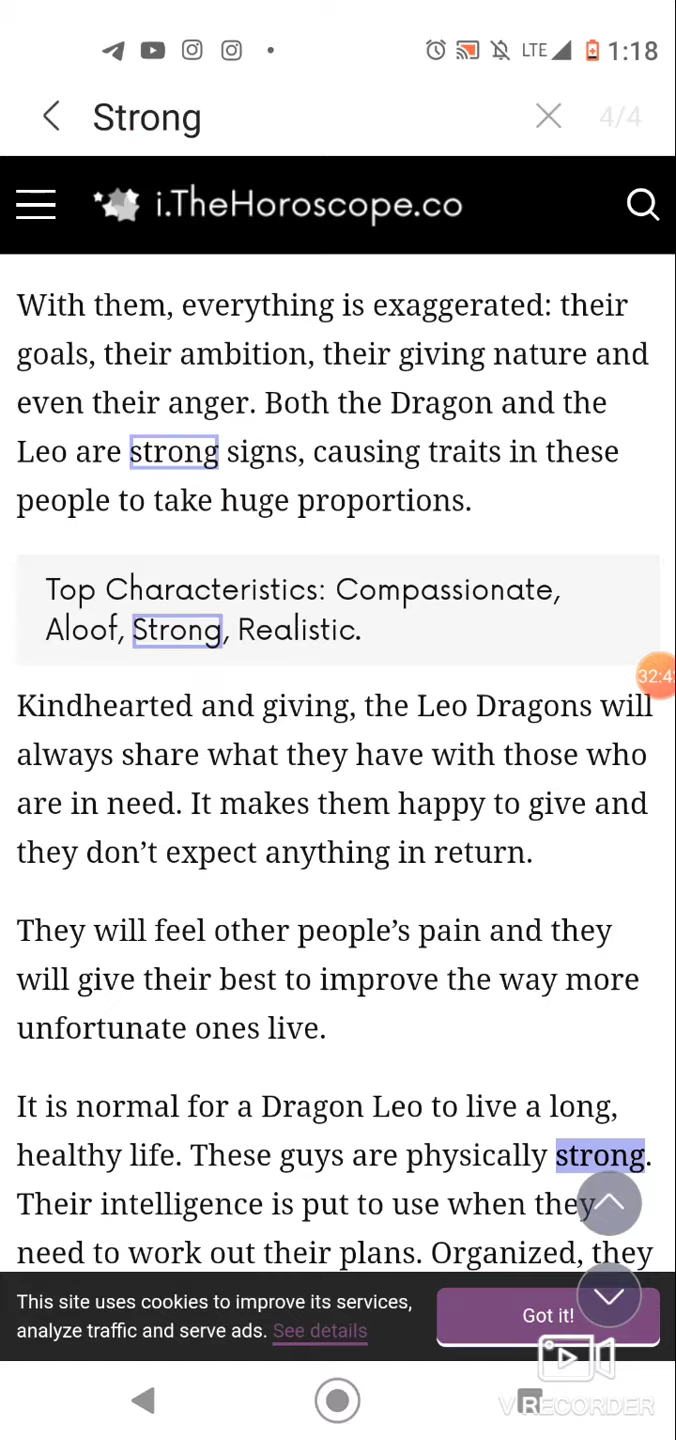 LTE 1:18
Strong 4/4
i.TheHoroscope.co
With them, everything is exaggerated: their
goals, their ambition, their giving nature and
even their anger. Both the Dragon and the
Leo are strong signs, causing traits in these
people to take huge proportions.
Top Characteristics: Compassionate,
Aloof, Strong, Realistic.
32:4
Kindhearted and giving, the Leo Dragons will
always share what they have with those who
are in need. It makes them happy to give and
they don’t expect anything in return.
They will feel other people’s pain and they
will give their best to improve the way more
unfortunate ones live.
It is normal for a Dragon Leo to live a long,
healthy life. These guys are physically strong.
Their intelligence is put to use when they
need to work out their plans. Organized, they
This site uses cookies to improve its services,
analyze traffic and serve ads. See details
Got it!
VRECORDER